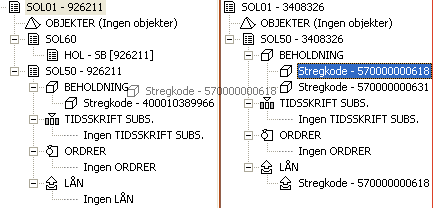 SOL01 - 926211
OBJEKTER (Ingen objekter)
SOL60
HOL - SB [926211]
SOL50 - 926211
BEHOLDNING
Stregkode - 570000000618
Stregkode - 400010389966
TIDSSKRIFT SUBS.
Ingen TIDSSKRIFT SUBS.
ORDRER
Ingen ORDRER
LÅN
Ingen LÅN
SOL01 - 3408326
OBJEKTER (Ingen objekter)
SOL50 - 3408326
BEHOLDNING
Stregkode - 570000000618
Stregkode - 570000000631
TIDSSKRIFT SUBS.
Ingen TIDSSKRIFT SUBS.
ORDRER
Ingen ORDRER
LÅN
Stregkode - 570000000618